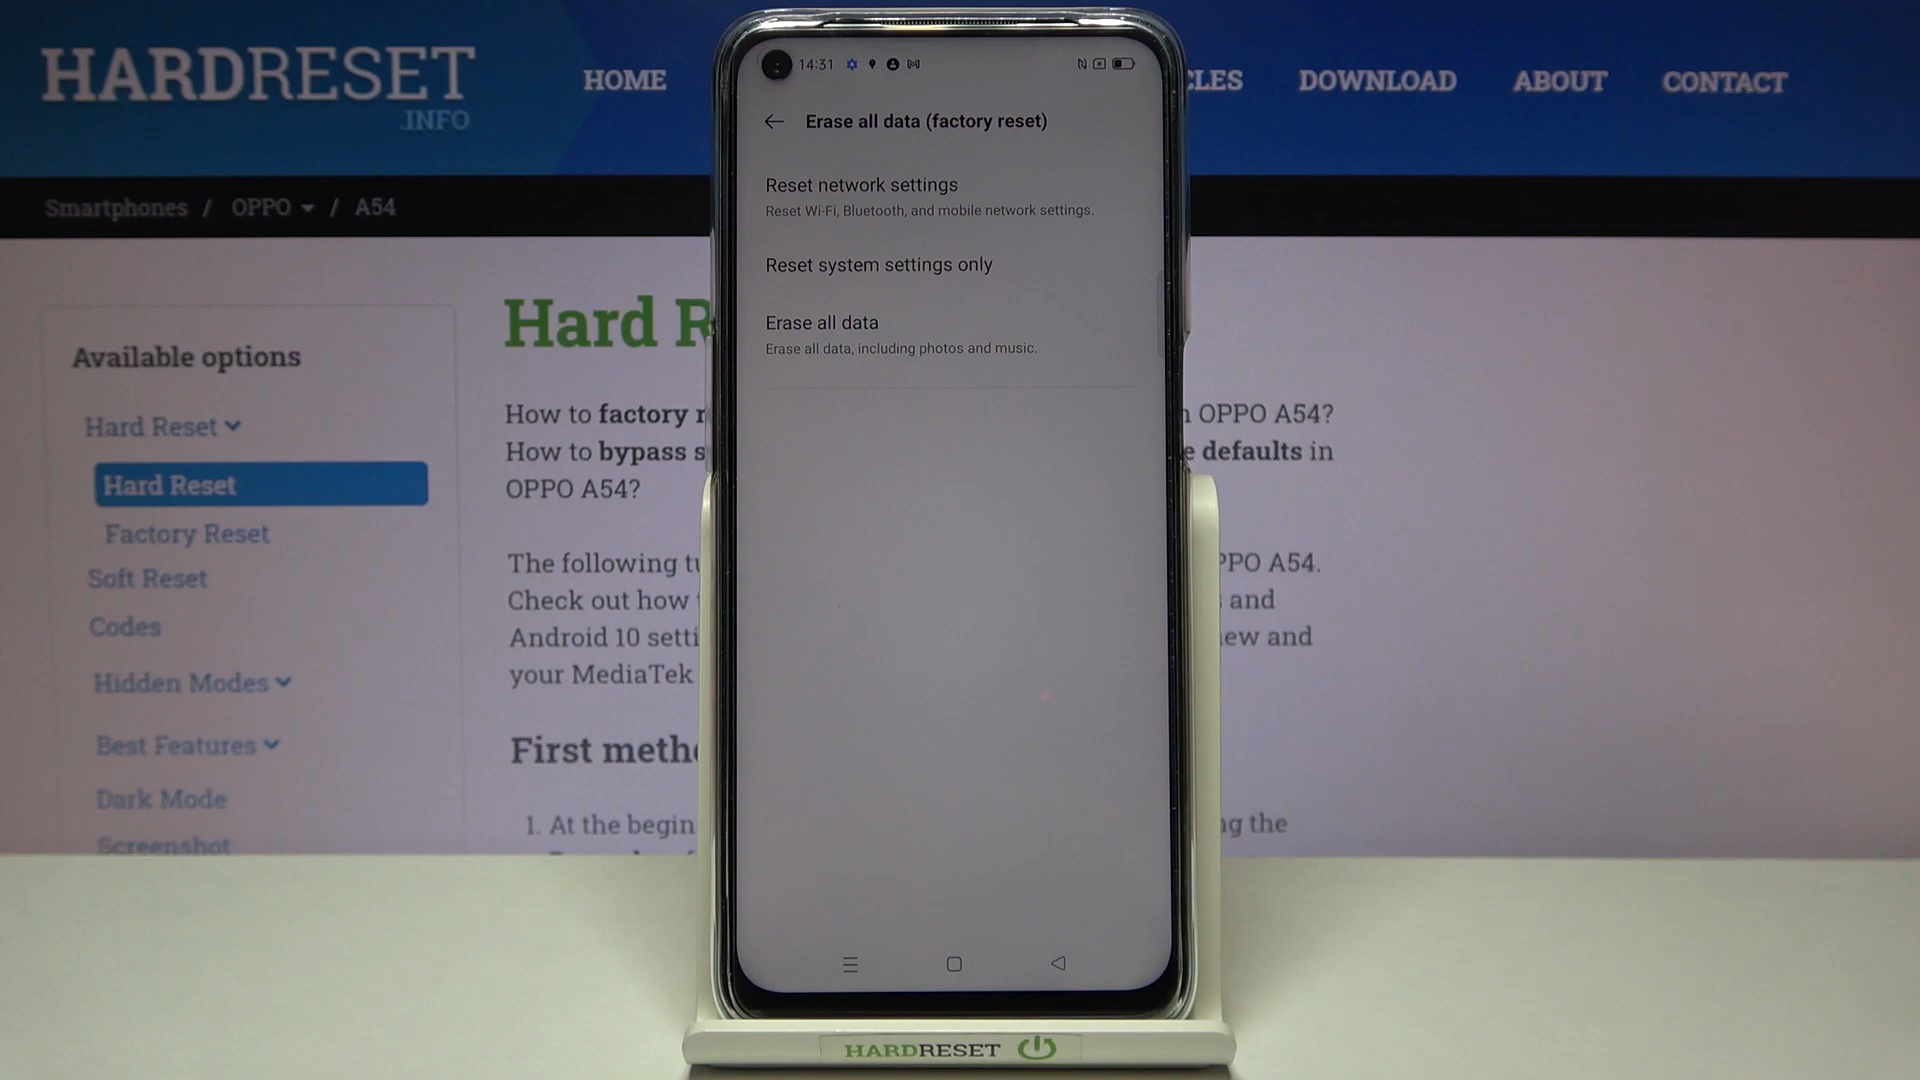 HARDRESET
.INFO
HOME
CLES
DOWNLOAD
ABOUT
CONTACT
Smartphones / OPPO / A54
Available options
Hard Reset
Hard Reset
Factory Reset
Soft Reset
Codes
Hidden Modes
Best Features
Dark Mode
Screenshot
Hard R
How to factory r
OPPO A54?
How to bypass s
e defaults in
OPPO A54?
The following tu
PPO A54.
Check out how
and
Android 10 setti
ew and
your MediaTek
First meth
1. At the begin
ng the
14:31
Erase all data (factory reset)
Reset network settings
Reset Wi-Fi, Bluetooth, and mobile network settings.
Reset system settings only
Erase all data
Erase all data, including photos and music.
HARDRESET